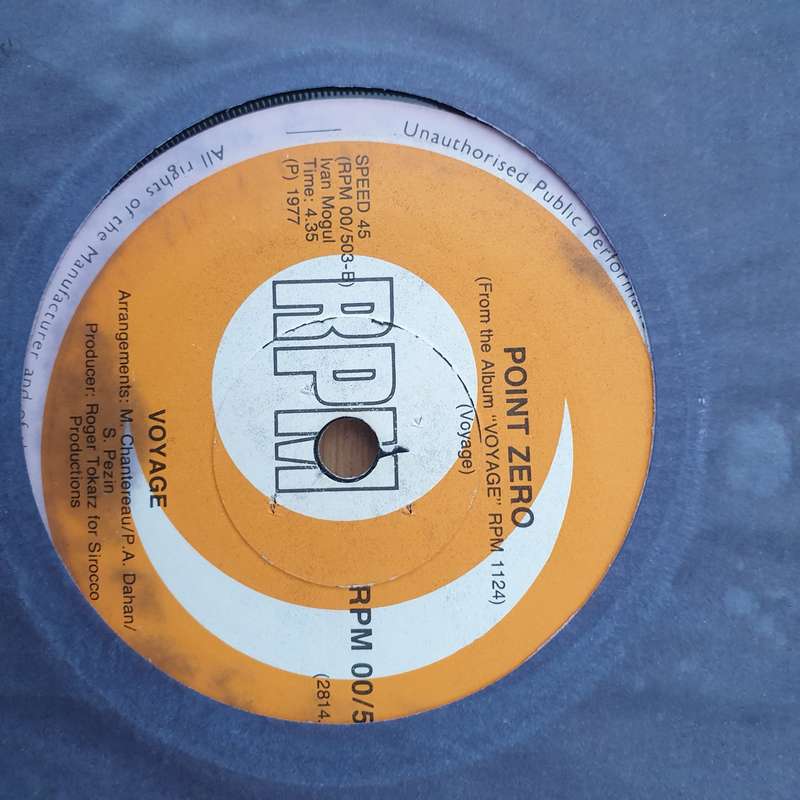 Unauthorised Public Performanc
POINT ZERO
(From the Album "VOYAGE" RPM 1124)
(Voyage)
SPEED 45
(RPM 00/503-B)
Ivan Mogul
Time: 4.35
(P) 1977
RPM
RPM 00/5
(2814.
VOYAGE
Arrangements: M. Chantereau/P.A. Dahan/
S. Pezin
Producer: Roger Tokarz for Sirocco
Productions
All rights of the Manufacturer and of